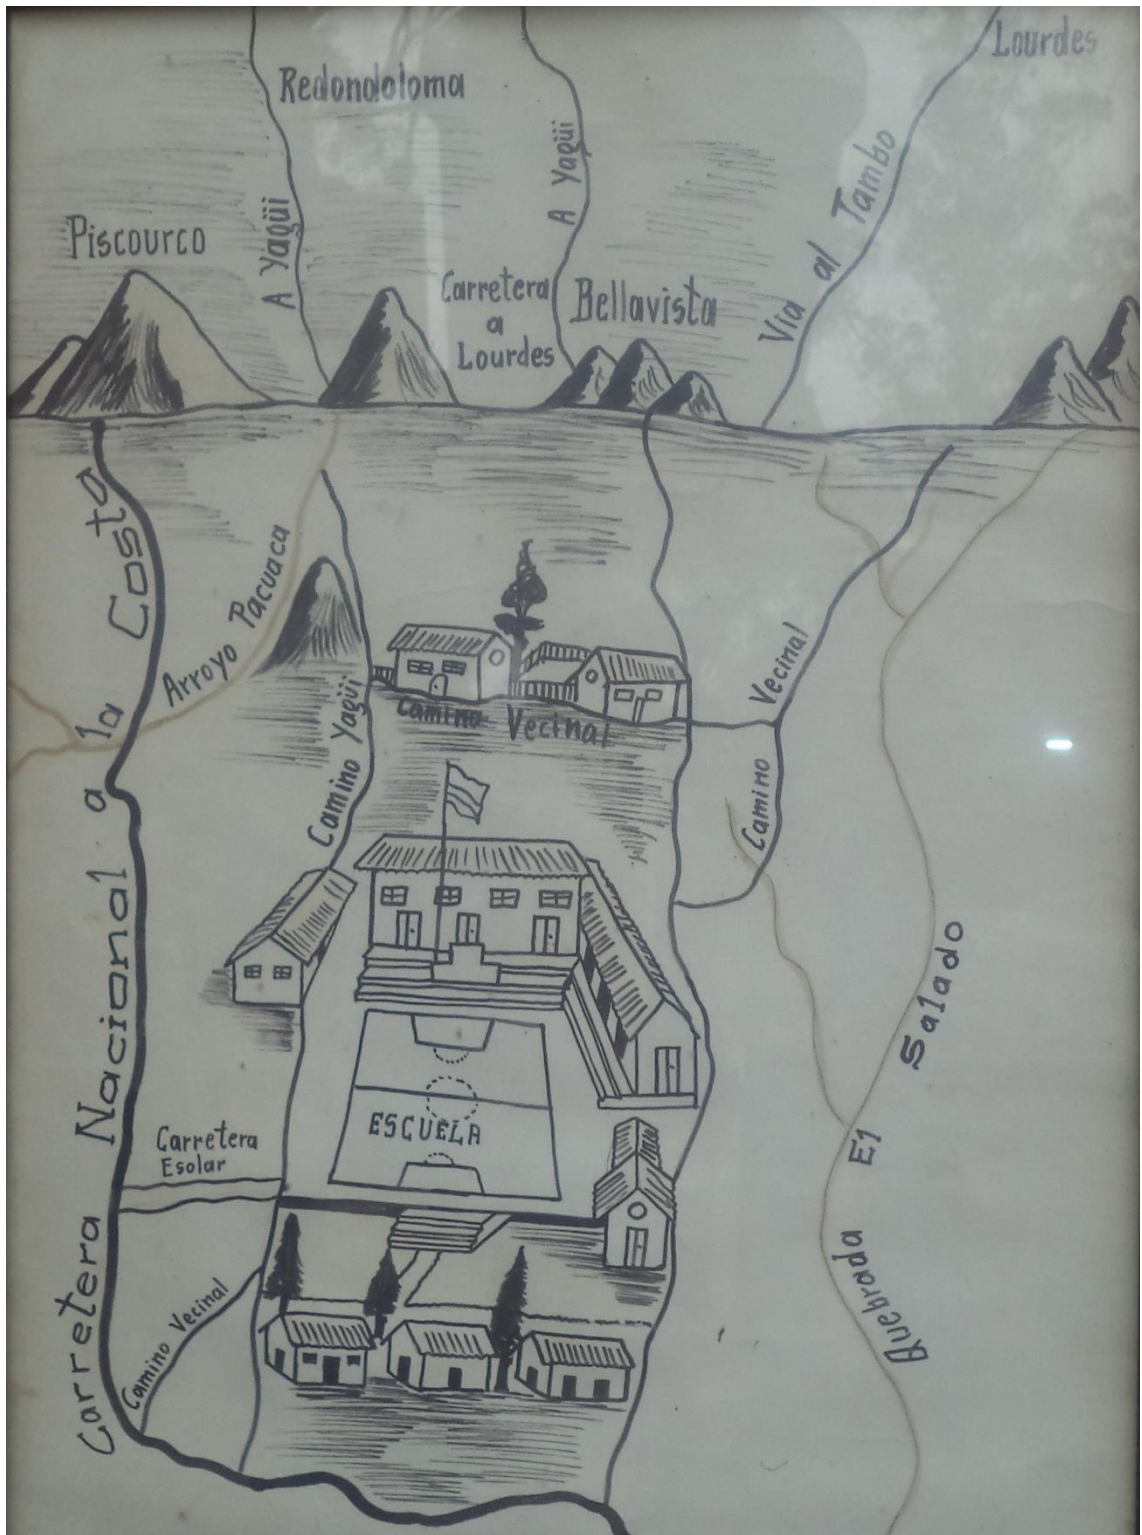 Lourdes
Redondoloma
A Yagüi
A Yagüi
Via al Tambo
Piscourco
Carretera
a
Lourdes
Bellavista
Arroyo Pacuaca
Camino Yagüi
Camino Vecinal
Camino Vecinal
ESCUELA
Carretera
Esolar
Camino Vecinal
Carretera Nacional a la Costa
Quebrada El Salado